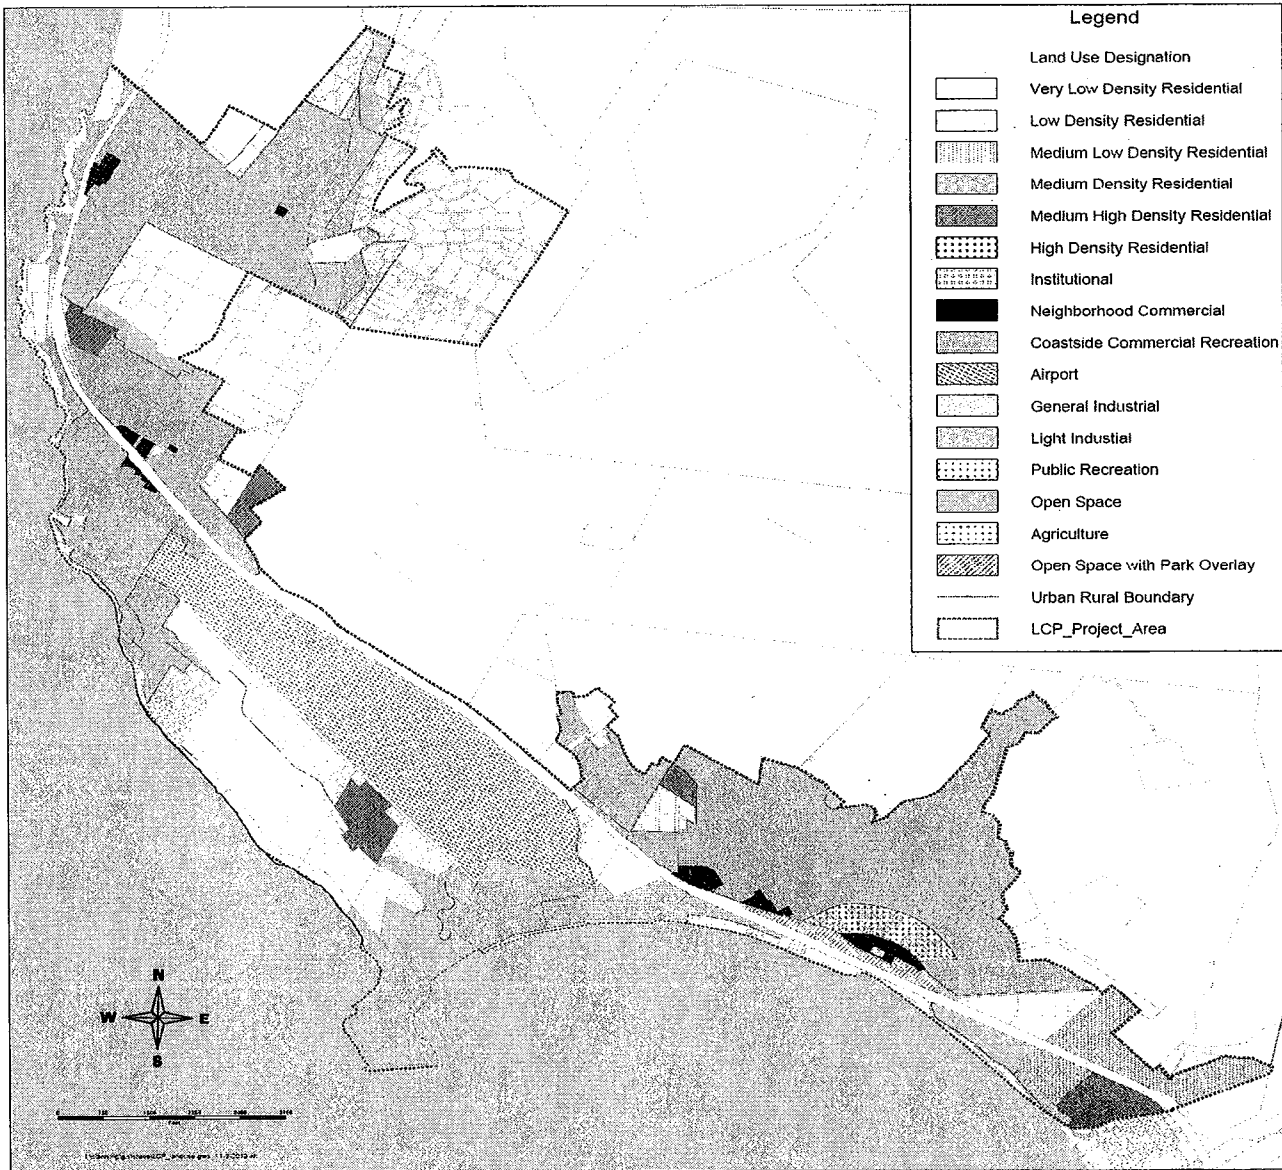 Legend
Land Use Designation
Very Low Density Residential
Low Density Residential
Medium Low Density Residential
Medium Density Residential
Medium High Density Residential
High Density Residential
Institutional
Neighborhood Commercial
Coastside Commercial Recreation
Airport
General Industrial
Light Industial
Public Recreation
Open Space
Agriculture
Open Space with Park Overlay
Urban Rural Boundary
LCP_Project_Area
N
W E
S
0